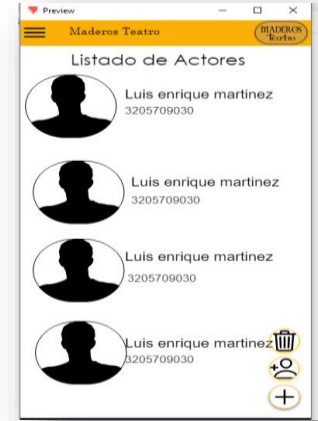 Preview
Maderos Teatro
MADEROS
Teatro
Listado de Actores
Luis enrique martinez
3205709030
Luis enrique martinez
3205709030
Luis enrique martinez
3205709030
Luis enrique martinez
3205709030